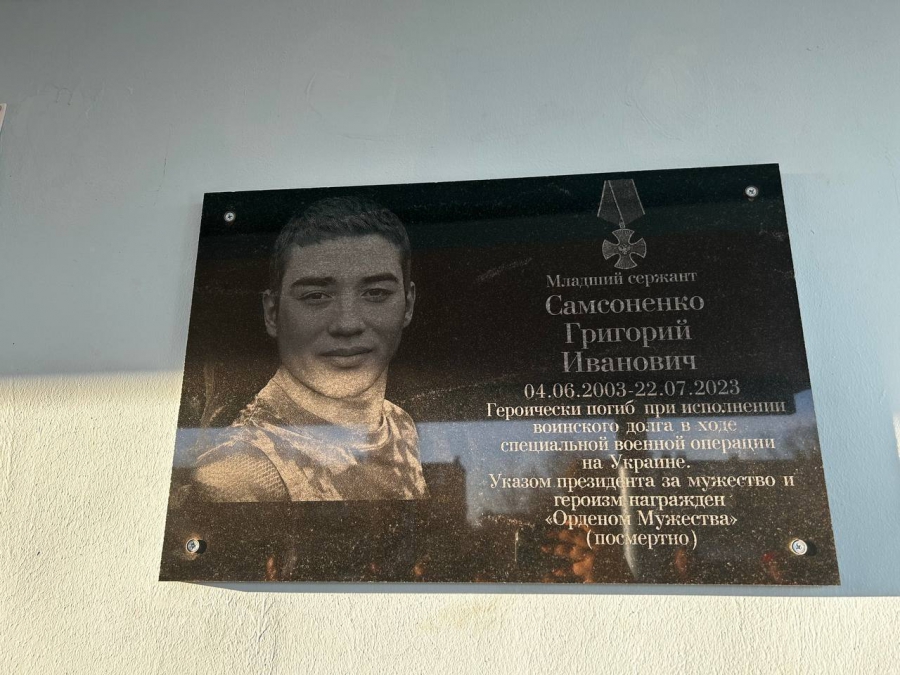 Младший сержант
Самсоненко
Григорий
Иванович
04.06.2003-22.07.2023
Героически погиб при исполнении
воинского долга в ходе
специальной военной операции
на Украине.
Указом президента за мужество и
героизм награжден
«Орденом Мужества»
(посмертно)